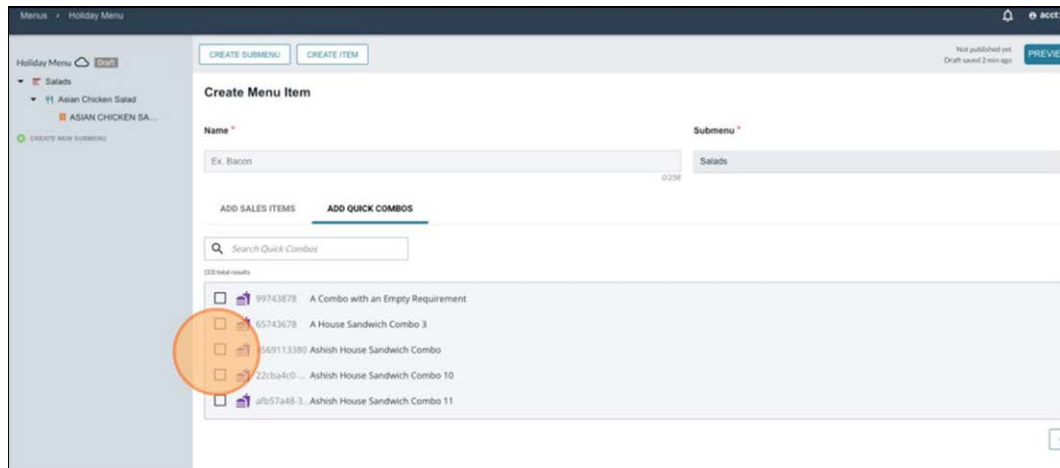 Menus › Holiday Menu
acct:
Holiday Menu Draft
Salads
Asian Chicken Salad
ASIAN CHICKEN SA...
CREATE NEW SUBMENU
CREATE SUBMENU CREATE ITEM
Not published yet
Draft saved 2 min ago
PREVIE
Create Menu Item
Name * Submenu *
Ex. Bacon Salads
0/256
ADD SALES ITEMS ADD QUICK COMBOS
Search Quick Combos
total results
99743878 A Combo with an Empty Requirement
65743678 A House Sandwich Combo 3
4569113380 Ashish House Sandwich Combo
22cba4c0-... Ashish House Sandwich Combo 10
afb57a48-3... Ashish House Sandwich Combo 11